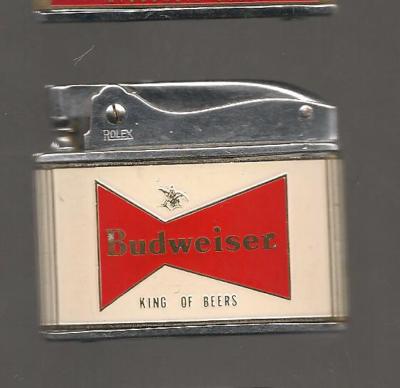 ROLEX
Budweiser
KING OF BEERS